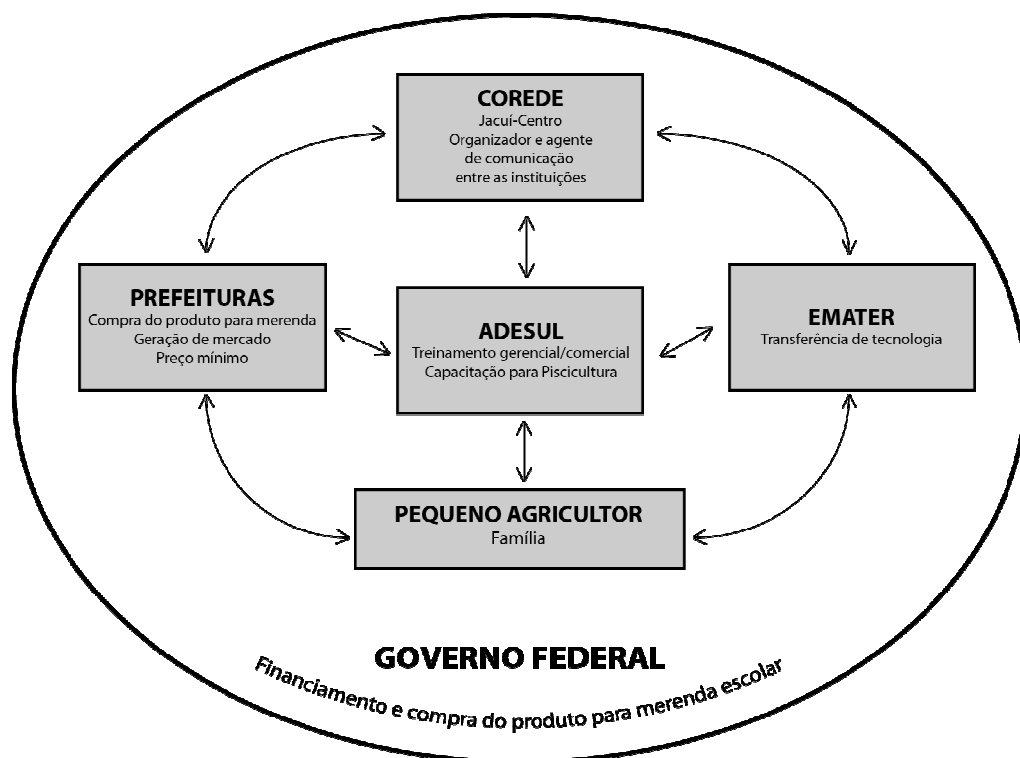 COREDE
Jacuí-Centro
Organizador e agente
de comunicação
entre as instituições
PREFEITURAS
Compra do produto para merenda
Geração de mercado
Preço mínimo
ADESUL
Treinamento gerencial/comercial
Capacitação para Piscicultura
EMATER
Transferência de tecnologia
PEQUENO AGRICULTOR
Família
GOVERNO FEDERAL
Financiamento e compra do produto para merenda escolar